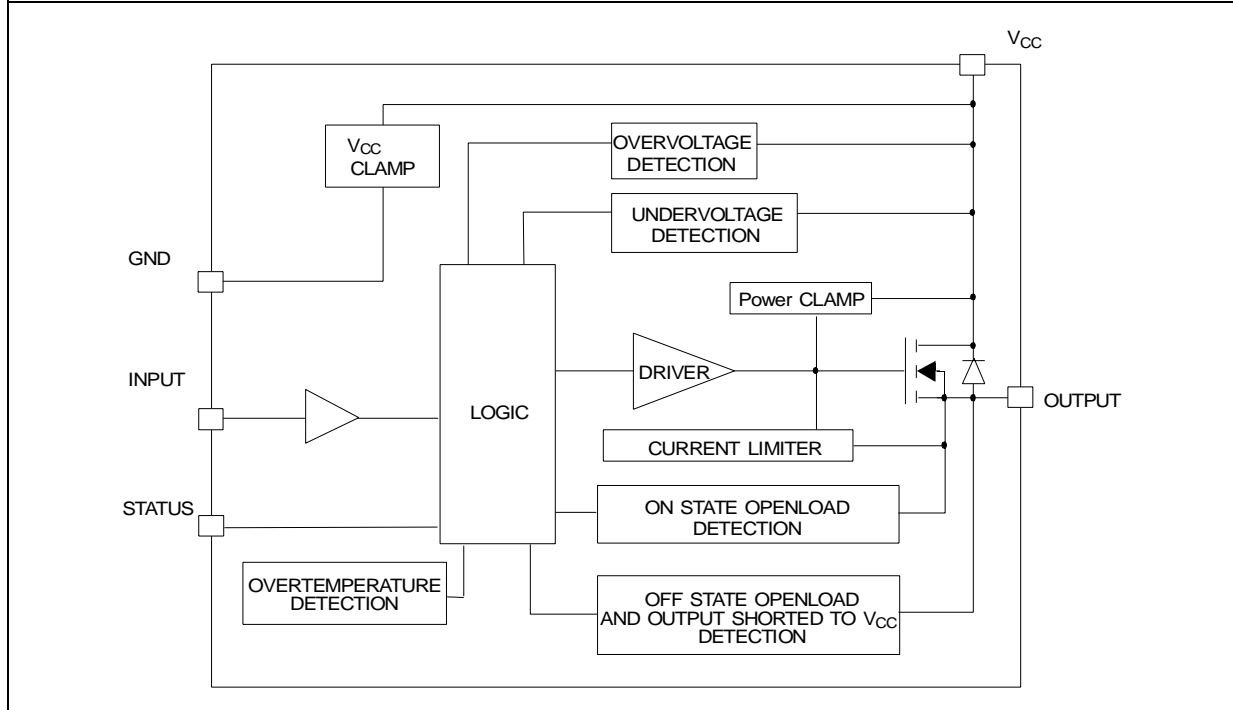 VCC
VCC
CLAMP
OVERVOLTAGE
DETECTION
UNDERVOLTAGE
DETECTION
GND
Power CLAMP
INPUT
DRIVER
LOGIC
OUTPUT
CURRENT LIMITER
STATUS
ON STATE OPENLOAD
DETECTION
OVERTEMPERATURE
DETECTION
OFF STATE OPENLOAD
AND OUTPUT SHORTED TO VCC
DETECTION